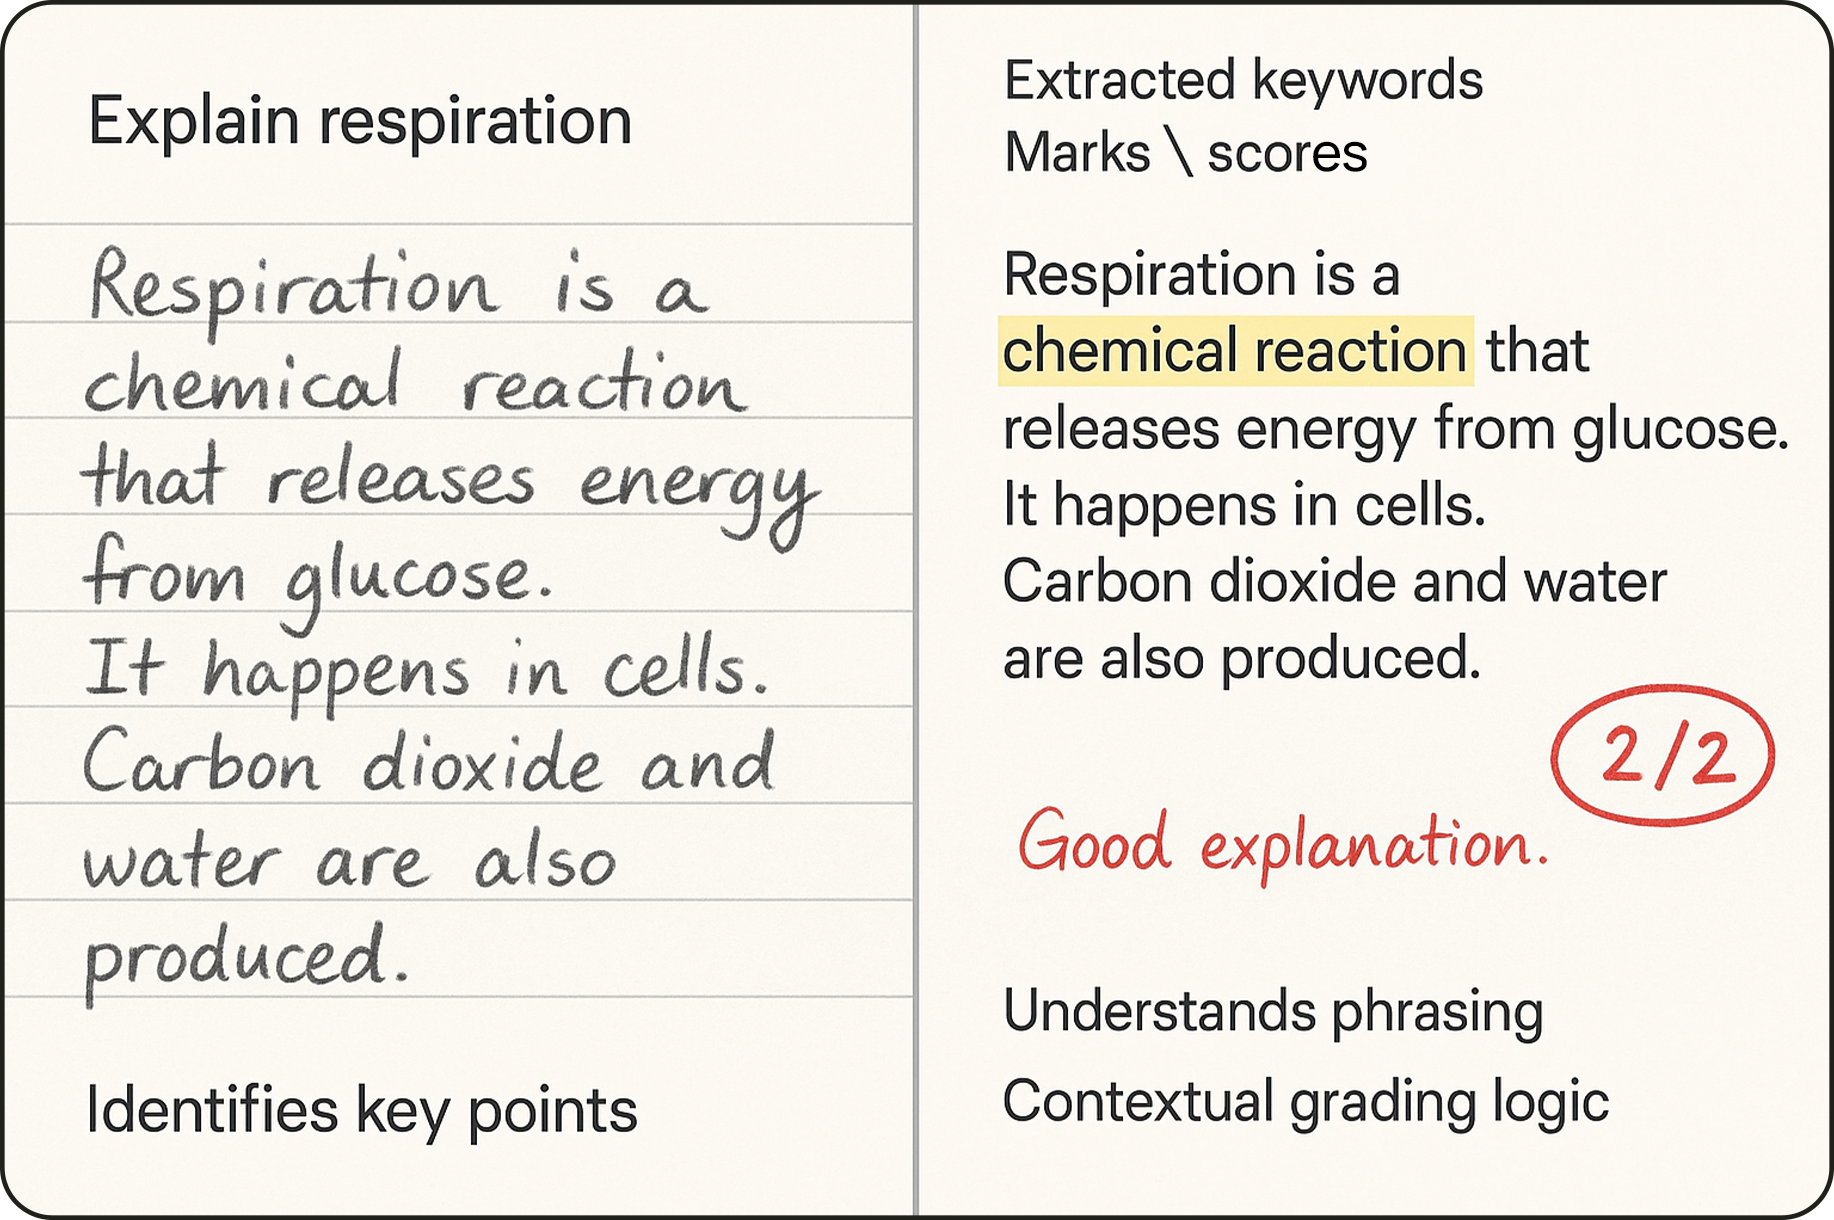 Explain respiration
Respiration is a
chemical reaction
that releases energy
from glucose.
It happens in cells.
Carbon dioxide and
water are also
produced.
Identifies key points
Extracted keywords
Marks \ scores
Respiration is a
chemical reaction that
releases energy from glucose.
It happens in cells.
Carbon dioxide and water
are also produced.
2/2
Good explanation.
Understands phrasing
Contextual grading logic